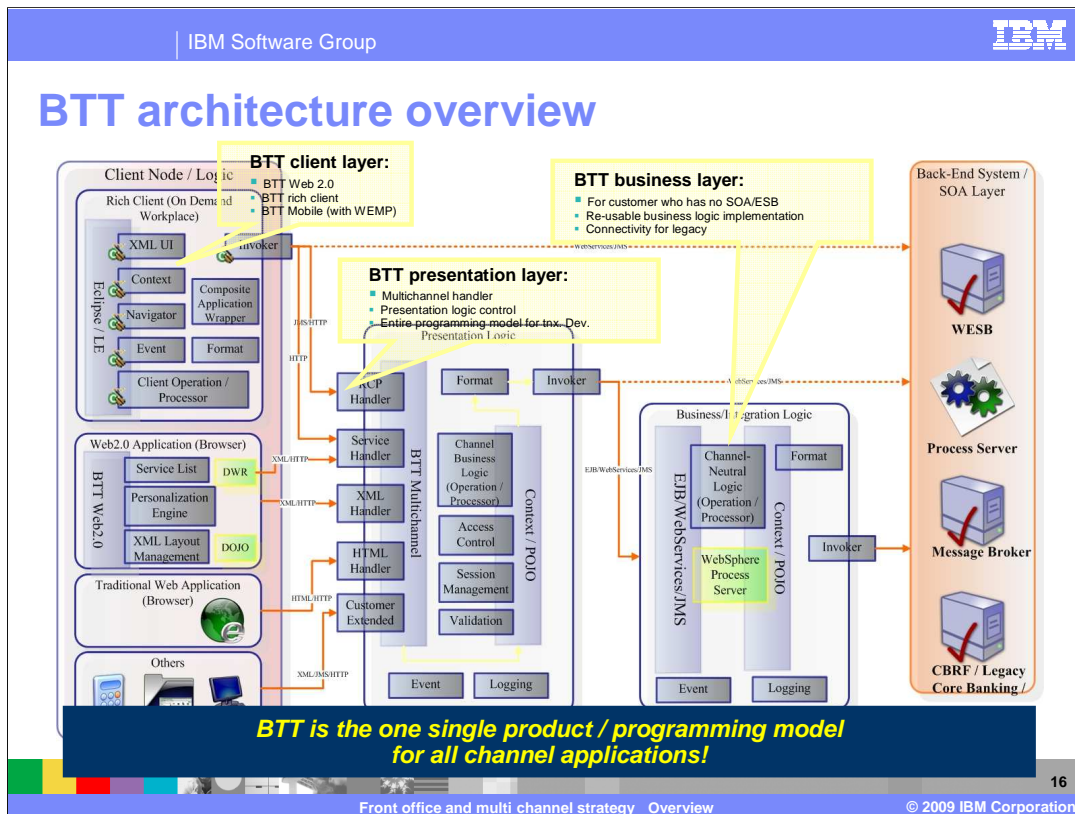 IBM Software Group
IBM
BTT architecture overview
BTT client layer:
BTT Web 2.0
BTT rich client
BTT Mobile (with WEMP)
BTT business layer:
For customer who has no SOA/ESB
Re-usable business logic implementation
Connectivity for legacy
BTT presentation layer:
Multichannel handler
Presentation logic control
Entire programming model for tnx. Dev.
Client Node / Logic
Rich Client (On Demand
Workplace)
Eclipse / LE
XML UI
Invoker
Context
Composite
Application
Wrapper
Navigator
Event
Format
Client Operation /
Processor
JMS/HTTP
HTTP
Web2.0 Application (Browser)
BTT Web2.0
Service List
DWR
Personalization
Engine
XML Layout
Management
DOJO
XML/HTTP
XML/HTTP
Traditional Web Application
(Browser)
HTML/HTTP
Others
XML/JMS/HTTP
Presentation Logic
RCP
Handler
Service
Handler
XML
Handler
HTML
Handler
Customer
Extended
BTT Multichannel
Format
Invoker
Channel
Business
Logic
(Operation /
Processor)
Access
Control
Session
Management
Validation
Context / POJO
Event
Logging
WebServices/JMS
WebServices/JMS
EJB/WebServices/JMS
Business/Integration Logic
EJB/WebServices/JMS
Channel-
Neutral
Logic
(Operation /
Processor)
Format
WebSphere
Process
Server
Context / POJO
Invoker
Event
Logging
Back-End System /
SOA Layer
WESB
Process Server
Message Broker
CBRF / Legacy
Core Banking /
BTT is the one single product / programming model
for all channel applications!
16
Front office and multi channel strategy Overview
© 2009 IBM Corporation